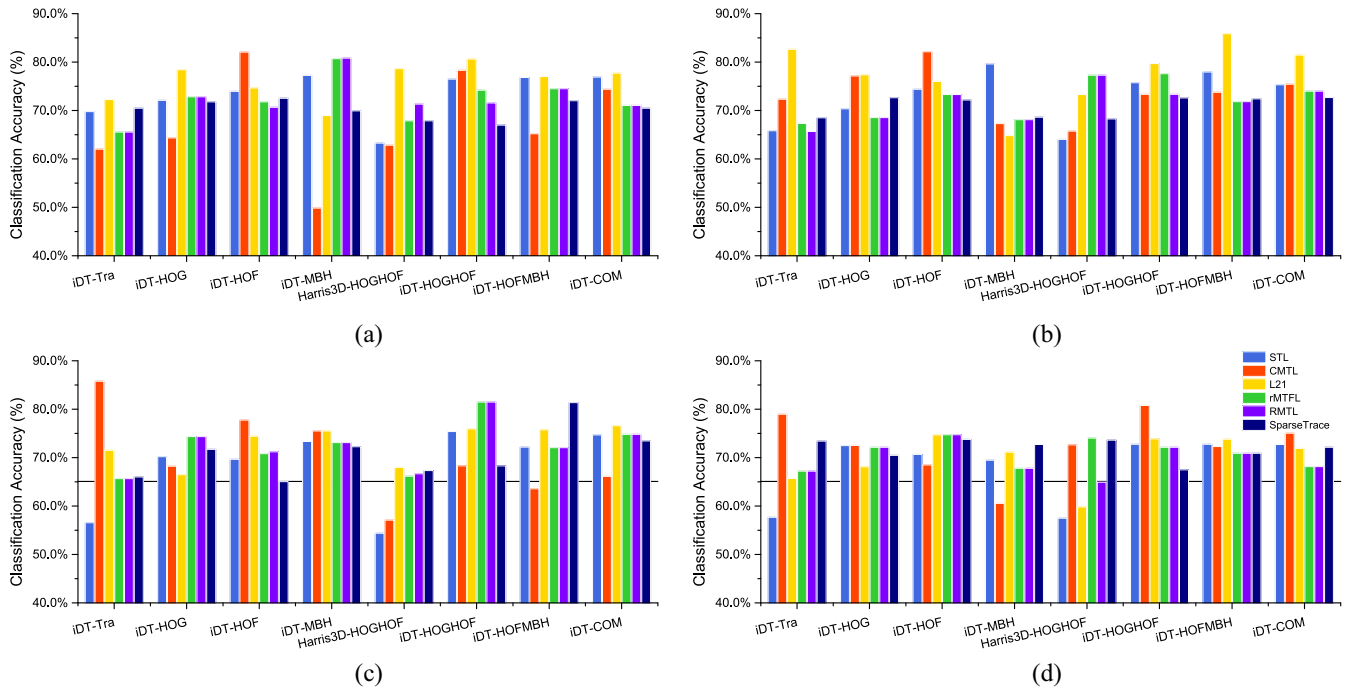 Classification Accuracy (%)
90.0%
80.0%
70.0%
60.0%
50.0%
40.0%
iDT-Tra
iDT-HOG
iDT-HOF
iDT-MBH
Harris3D-HOGHOF
iDT-HOGHOF
iDT-HOFMBH
iDT-COM
(a)
Classification Accuracy (%)
90.0%
80.0%
70.0%
60.0%
50.0%
40.0%
iDT-Tra
iDT-HOG
iDT-HOF
iDT-MBH
Harris3D-HOGHOF
iDT-HOGHOF
iDT-HOFMBH
iDT-COM
(b)
Classification Accuracy (%)
90.0%
80.0%
70.0%
60.0%
50.0%
40.0%
iDT-Tra
iDT-HOG
iDT-HOF
iDT-MBH
Harris3D-HOGHOF
iDT-HOGHOF
iDT-HOFMBH
iDT-COM
(c)
Classification Accuracy (%)
90.0%
80.0%
70.0%
60.0%
50.0%
40.0%
STL
CMTL
L21
rMTFL
RMTL
SparseTrace
iDT-Tra
iDT-HOG
iDT-HOF
iDT-MBH
Harris3D-HOGHOF
iDT-HOGHOF
iDT-HOFMBH
iDT-COM
(d)